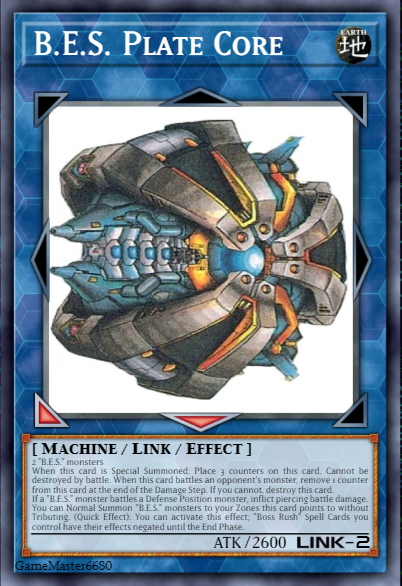 B.E.S. Plate Core
EARTH
地
[ Machine / Link / Effect ]
2 "B.E.S." monsters
When this card is Special Summoned: Place 3 counters on this card. Cannot be
destroyed by battle. When this card battles an opponent's monster, remove 1 counter
from this card at the end of the Damage Step. If you cannot, destroy this card.
If a "B.E.S." monster battles a Defense Position monster, inflict piercing battle damage.
You can Normal Summon "B.E.S." monsters to your Zones this card points to without
Tributing. (Quick Effect): You can activate this effect; "Boss Rush" Spell Cards you
control have their effects negated until the End Phase.
ATK/2600 LINK-2
GameMaster6680